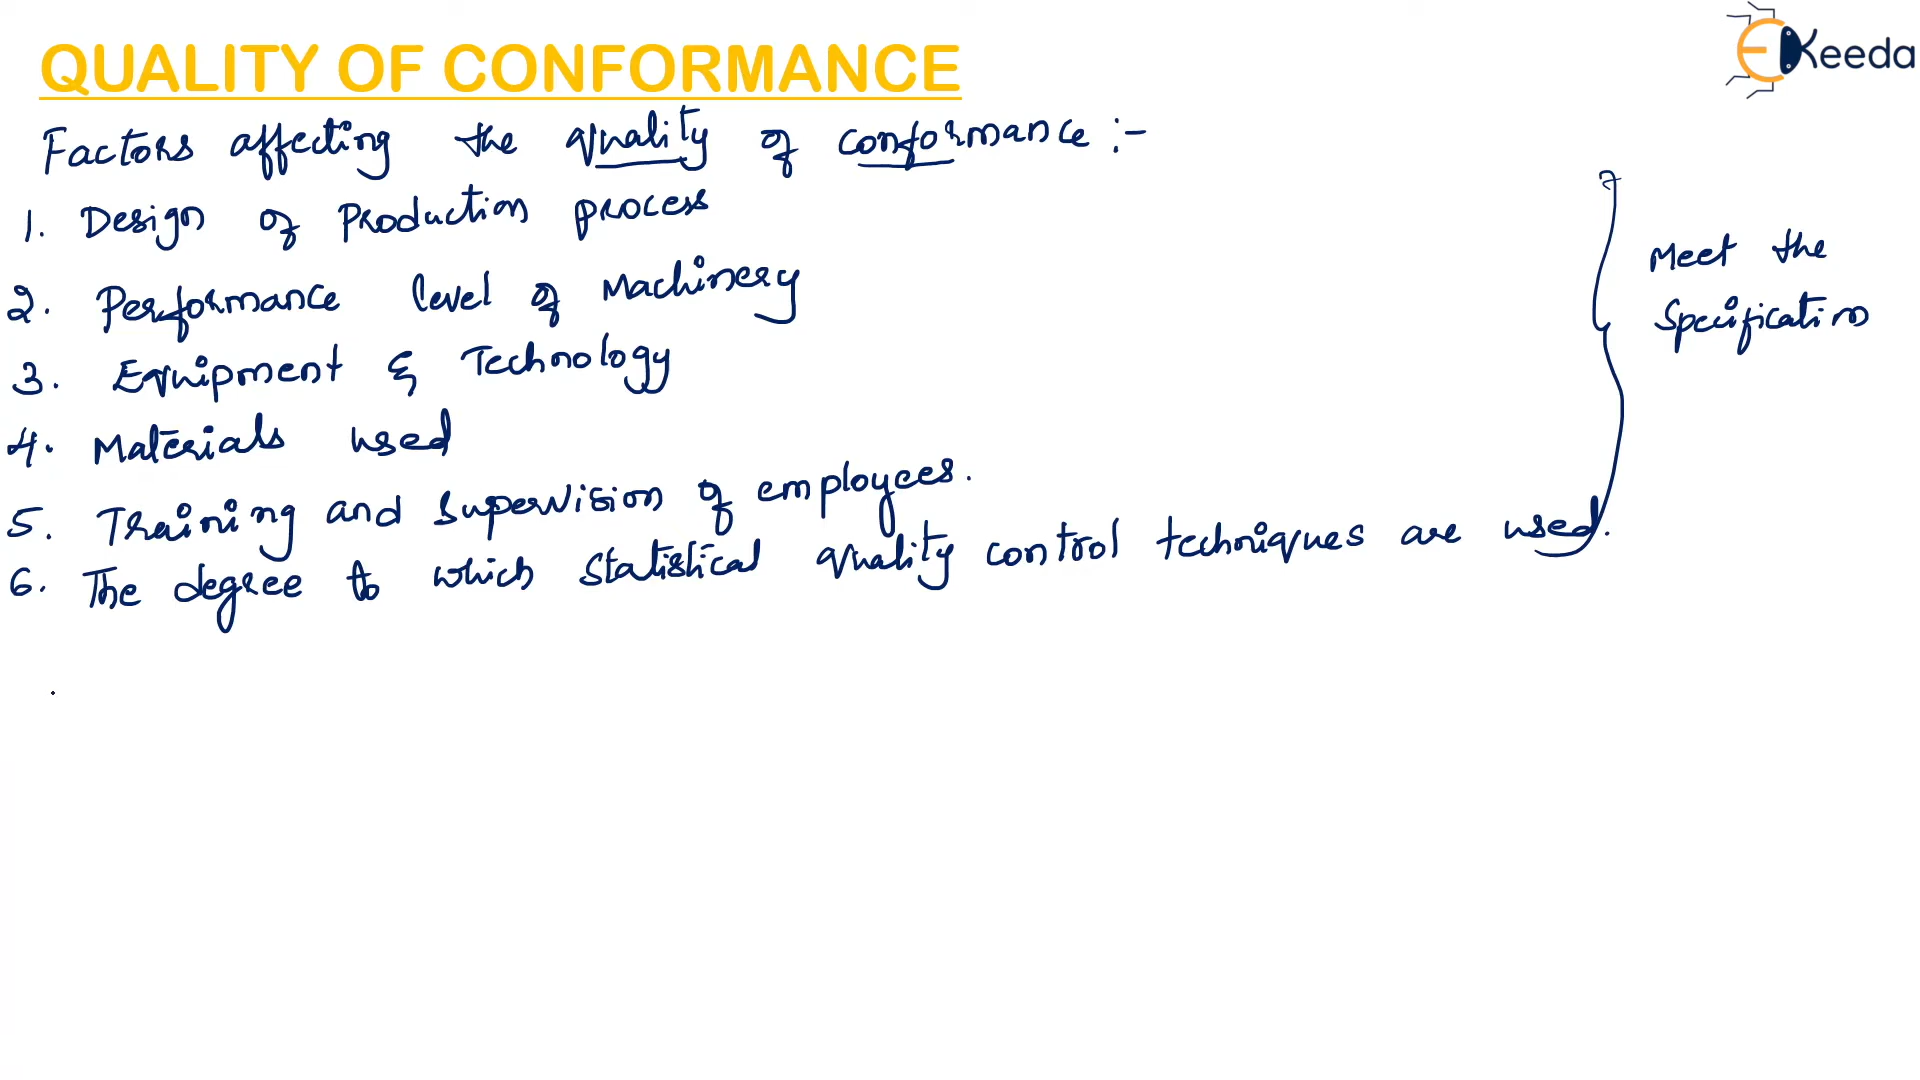 QUALITY OF CONFORMANCE
EKeeda
Factors affecting the quality of conformance :-
1. Design of Production process
2. Performance level of Machinery
3. Equipment & Technology
4. Materials used
5. Training and Supervision of employees.
6. The degree to which statistical quality control techniques are used.
Meet the
Specification